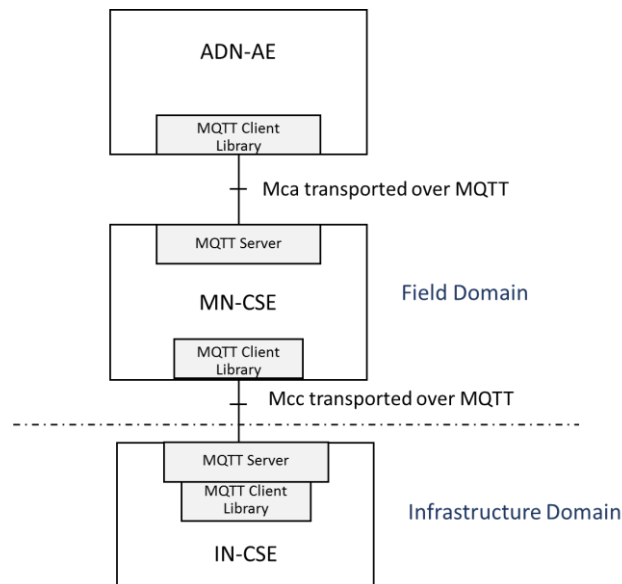 ADN-AE
MQTT Client
Library
Mca transported over MQTT
MQTT Server
MN-CSE
Field Domain
MQTT Client
Library
Mcc transported over MQTT
MQTT Server
MQTT Client
Library
Infrastructure Domain
IN-CSE